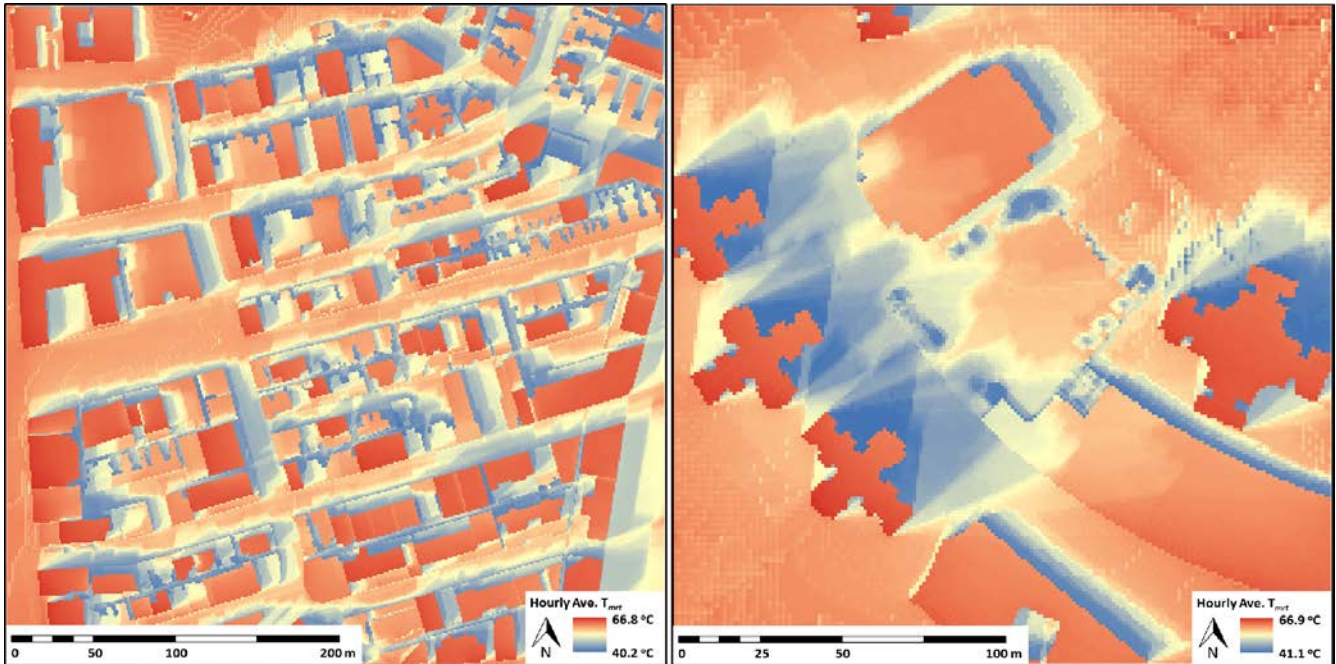 Hourly Ave. Tmrt
66.8 °C
40.2 °C
N
0 50 100 200 m
Hourly Ave. Tmrt
66.9 °C
41.1 °C
N
0 25 50 100 m